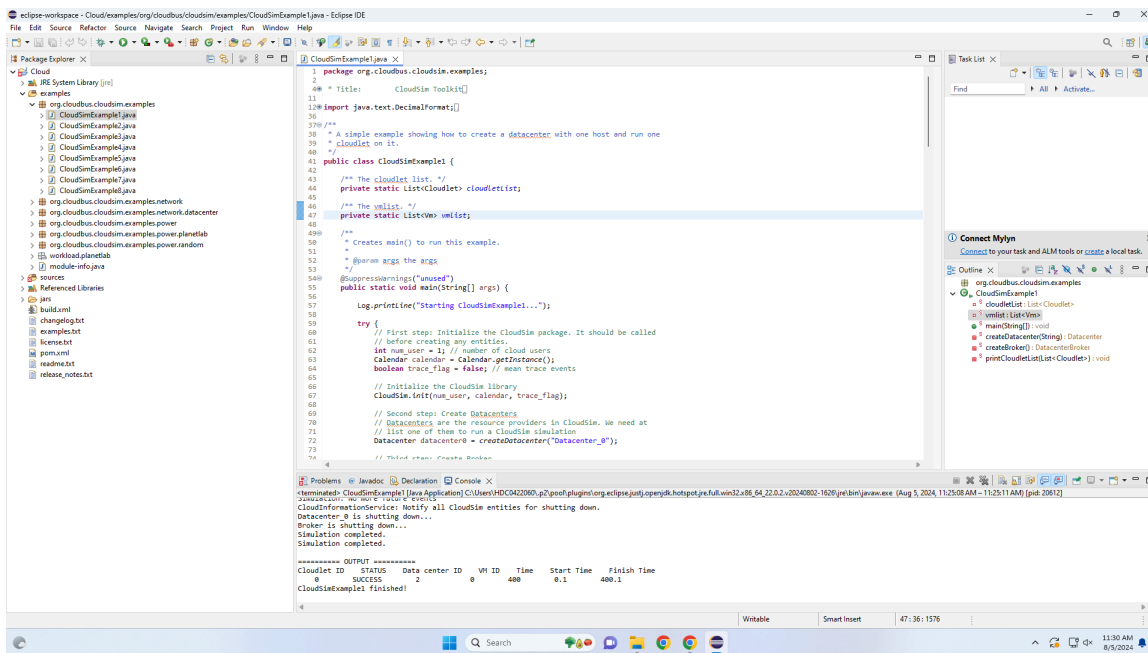 eclipse-workspace - Cloud/examples/org/cloudbus/cloudsim/examples/CloudSimExample1.java - Eclipse IDE
File Edit Source Refactor Source Navigate Search Project Run Window Help
Package Explorer
Cloud
JRE System Library [jre]
examples
org.cloudbus.cloudsim.examples
CloudSimExample1.java
CloudSimExample2.java
CloudSimExample3.java
CloudSimExample4.java
CloudSimExample5.java
CloudSimExample6.java
CloudSimExample7.java
CloudSimExample8.java
org.cloudbus.cloudsim.examples.network
org.cloudbus.cloudsim.examples.network.datacenter
org.cloudbus.cloudsim.examples.power
org.cloudbus.cloudsim.examples.power.planetlab
org.cloudbus.cloudsim.examples.power.random
workload.planetlab
module-info.java
sources
Referenced Libraries
jars
build.xml
changelog.txt
examples.txt
license.txt
pom.xml
readme.txt
release_notes.txt
CloudSimExample1.java
1 package org.cloudbus.cloudsim.examples;
2
4 * Title: CloudSim Toolkit
11
12 import java.text.DecimalFormat;
36
37 /**
38 * A simple example showing how to create a datacenter with one host and run one
39 * cloudlet on it.
40 */
41 public class CloudSimExample1 {
42
43 /** The cloudlet list. */
44 private static List<Cloudlet> cloudletList;
45
46 /** The vmlist. */
47 private static List<Vm> vmlist;
48
49 /**
50 * Creates main() to run this example.
51 *
52 * @param args the args
53 */
54 @SuppressWarnings("unused")
55 public static void main(String[] args) {
56
57 Log.printLine("Starting CloudSimExample1...");
58
59 try {
60 // First step: Initialize the CloudSim package. It should be called
61 // before creating any entities.
62 int num_user = 1; // number of cloud users
63 Calendar calendar = Calendar.getInstance();
64 boolean trace_flag = false; // mean trace events
65
66 // Initialize the CloudSim library
67 CloudSim.init(num_user, calendar, trace_flag);
68
69 // Second step: Create Datacenters
70 // Datacenters are the resource providers in CloudSim. We need at
71 // list one of them to run a CloudSim simulation
72 Datacenter datacenter0 = createDatacenter("Datacenter_0");
73
74 // Third step: Create Broker
Task List
Find All Activate...
Connect Mylyn
Connect to your task and ALM tools or create a local task.
Outline
org.cloudbus.cloudsim.examples
CloudSimExample1
cloudletList : List<Cloudlet>
vmlist : List<Vm>
main(String[]) : void
createDatacenter(String) : Datacenter
createBroker() : DatacenterBroker
printCloudletList(List<Cloudlet>) : void
Problems Javadoc Declaration Console
<terminated> CloudSimExample1 [Java Application] C:\Users\HDC0422060\.p2\pool\plugins\org.eclipse.justj.openjdk.hotspot.jre.full.win32.x86_64_22.0.2.v20240802-1626\jre\bin\javaw.exe (Aug 5, 2024, 11:25:08 AM – 11:25:11 AM) [pid: 20612]
Simulation: No more future events
CloudInformationService: Notify all CloudSim entities for shutting down.
Datacenter_0 is shutting down...
Broker is shutting down...
Simulation completed.
Simulation completed.
========== OUTPUT ==========
Cloudlet ID STATUS Data center ID VM ID Time Start Time Finish Time
0 SUCCESS 2 0 400 0.1 400.1
CloudSimExample1 finished!
Writable Smart Insert 47 : 36 : 1576
Search
11:30 AM
8/5/2024